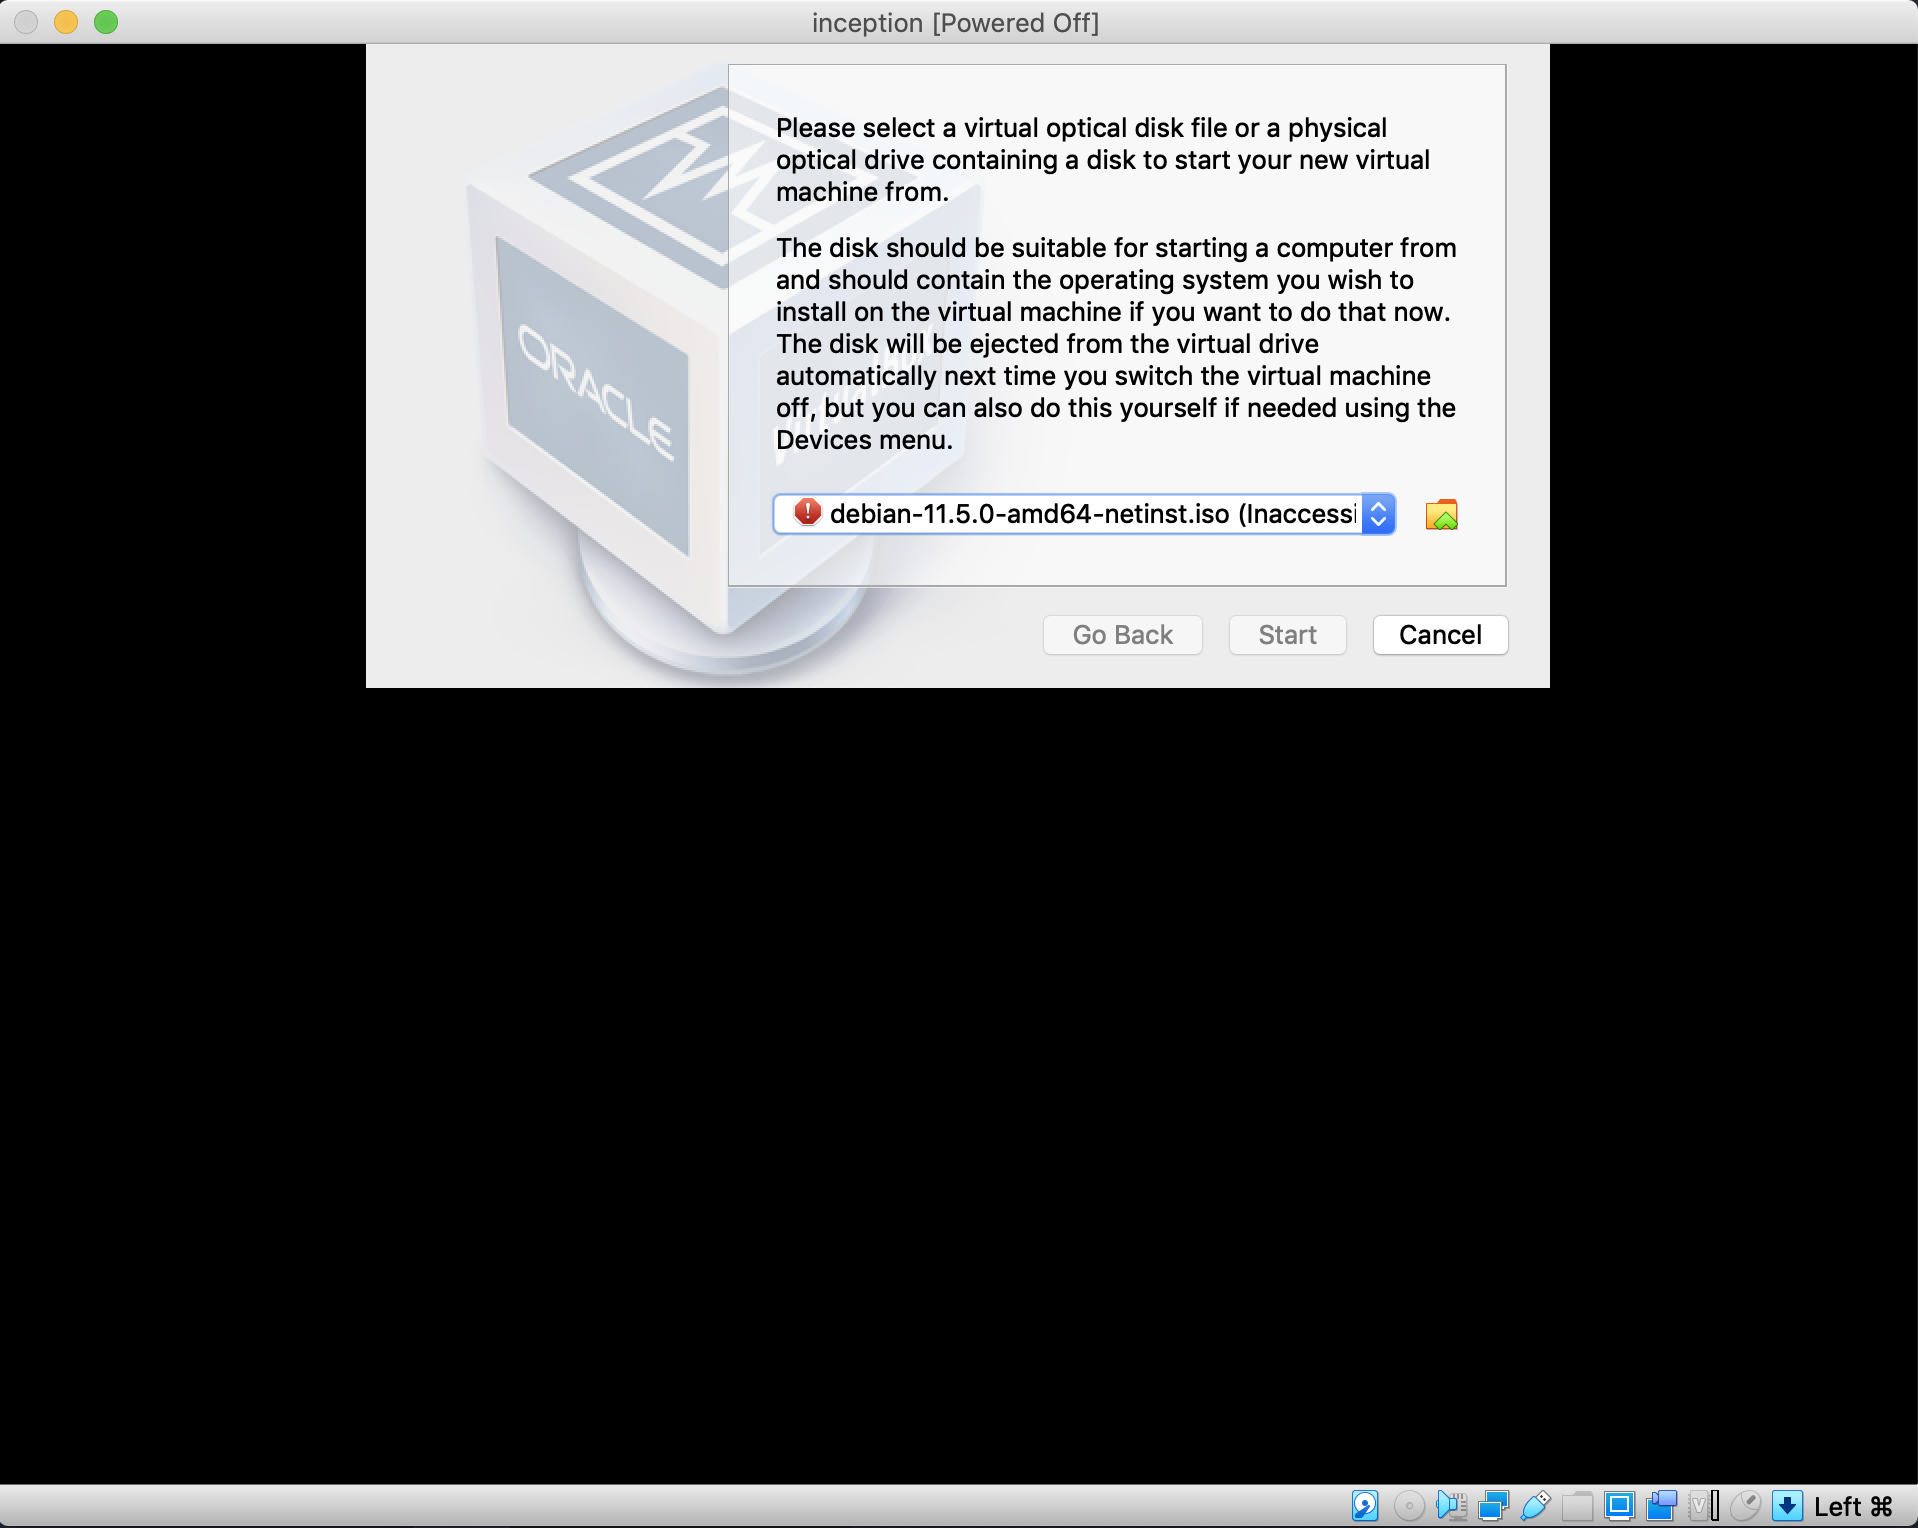 inception [Powered Off]
Please select a virtual optical disk file or a physical
optical drive containing a disk to start your new virtual
machine from.
The disk should be suitable for starting a computer from
and should contain the operating system you wish to
install on the virtual machine if you want to do that now.
The disk will be ejected from the virtual drive
automatically next time you switch the virtual machine
off, but you can also do this yourself if needed using the
Devices menu.
ORACLE
debian-11.5.0-amd64-netinst.iso (Inaccessi
Go Back
Start
Cancel
Left ⌘